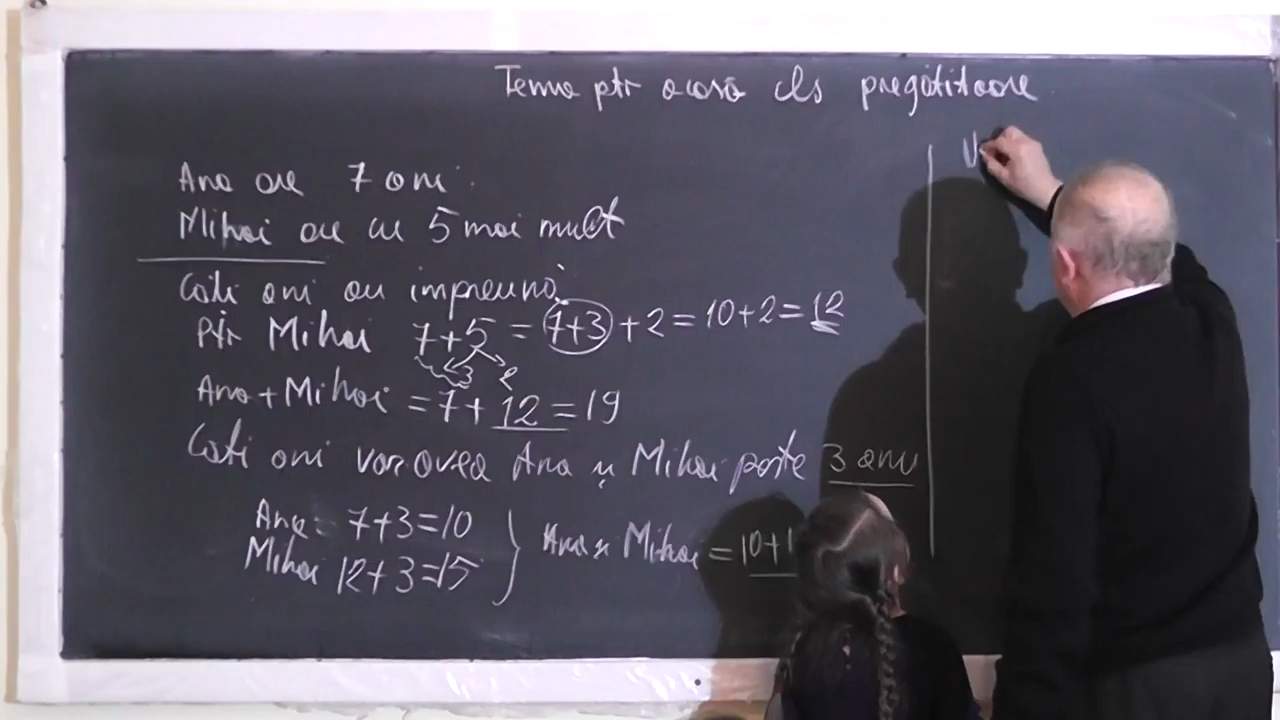 Tema ptr acasă cls pregătitoare
Ana are 7 ani.
Mihai are cu 5 mai mult
Câți ani au impreună.
Ptr Mihai 7+5 = 7+3 + 2 = 10+2 = 12
3 2
Ana + Mihai = 7 + 12 = 19
Câți ani vor avea Ana și Mihai peste 3 ani
Ana = 7+3=10
Mihai 12+3=15
Ana și Mihai = 10+1